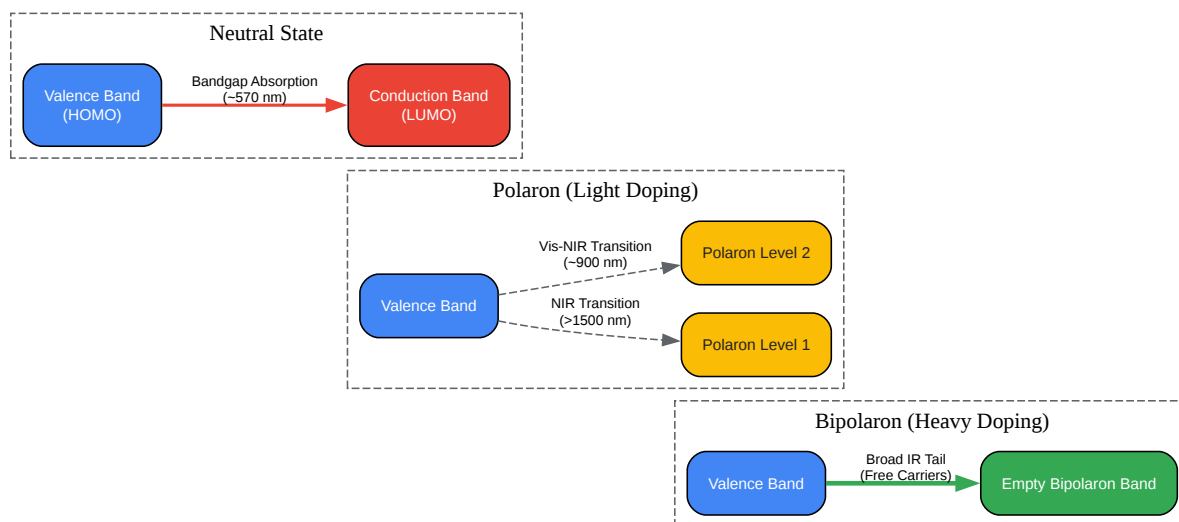 Neutral State
Valence Band
(HOMO)
Bandgap Absorption
(~570 nm)
Conduction Band
(LUMO)
Polaron (Light Doping)
Valence Band
Vis-NIR Transition
(~900 nm)
Polaron Level 2
NIR Transition
(>1500 nm)
Polaron Level 1
Bipolaron (Heavy Doping)
Valence Band
Broad IR Tail
(Free Carriers)
Empty Bipolaron Band